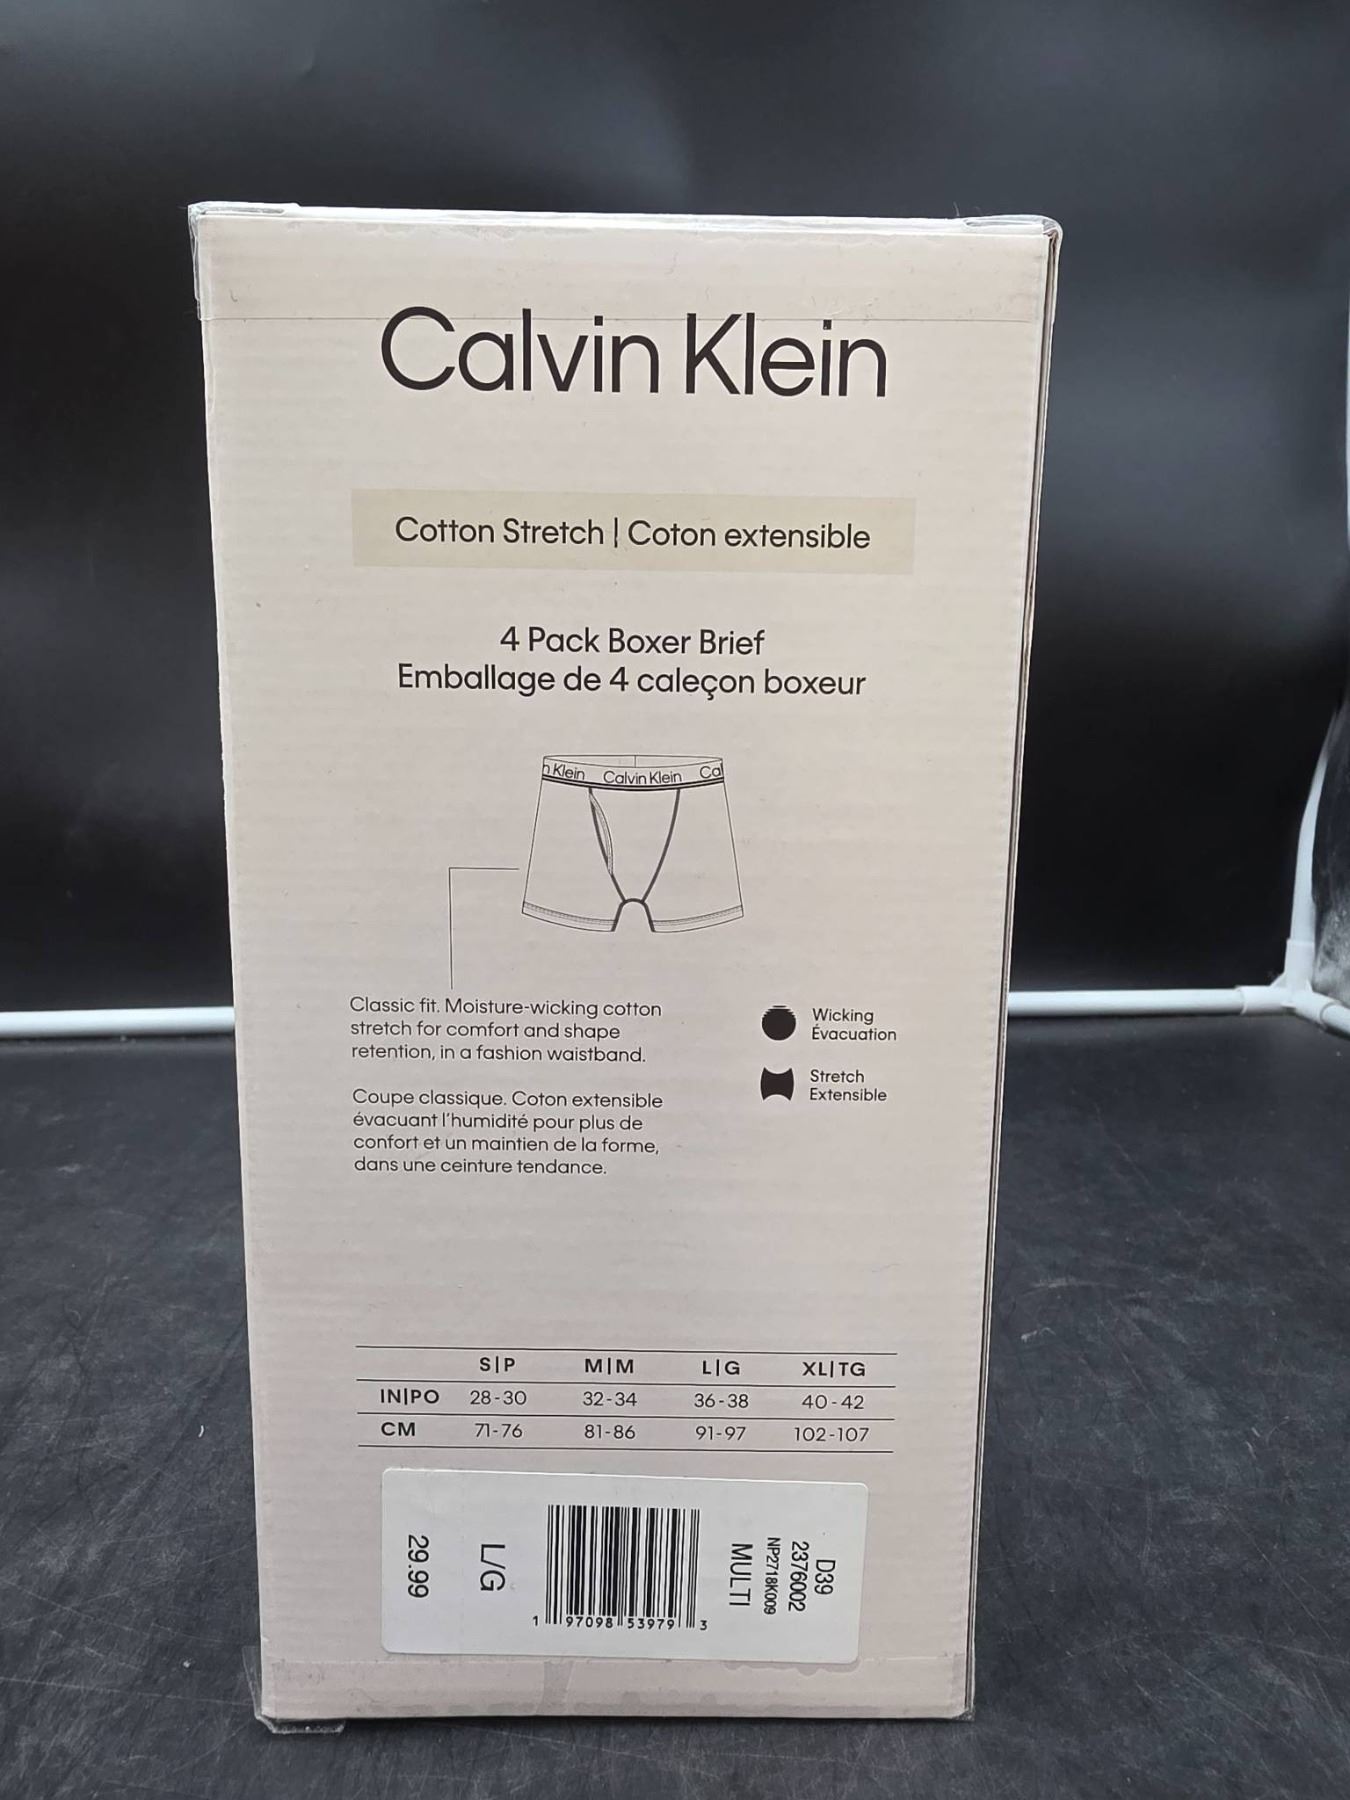 Calvin Klein
Cotton Stretch | Coton extensible
4 Pack Boxer Brief
Emballage de 4 caleçon boxeur
n Klein Calvin Klein Cal
Classic fit. Moisture-wicking cotton
stretch for comfort and shape
retention, in a fashion waistband.
Coupe classique. Coton extensible
évacuant l'humidité pour plus de
confort et un maintien de la forme,
dans une ceinture tendance.
Wicking
Évacuation
Stretch
Extensible
S|P M|M L|G XL|TG
IN|PO 28-30 32-34 36-38 40-42
CM 71-76 81-86 91-97 102-107
D39
2376002
NP2718K009
MULTI
1 97098 53979 3
L/G
29.99